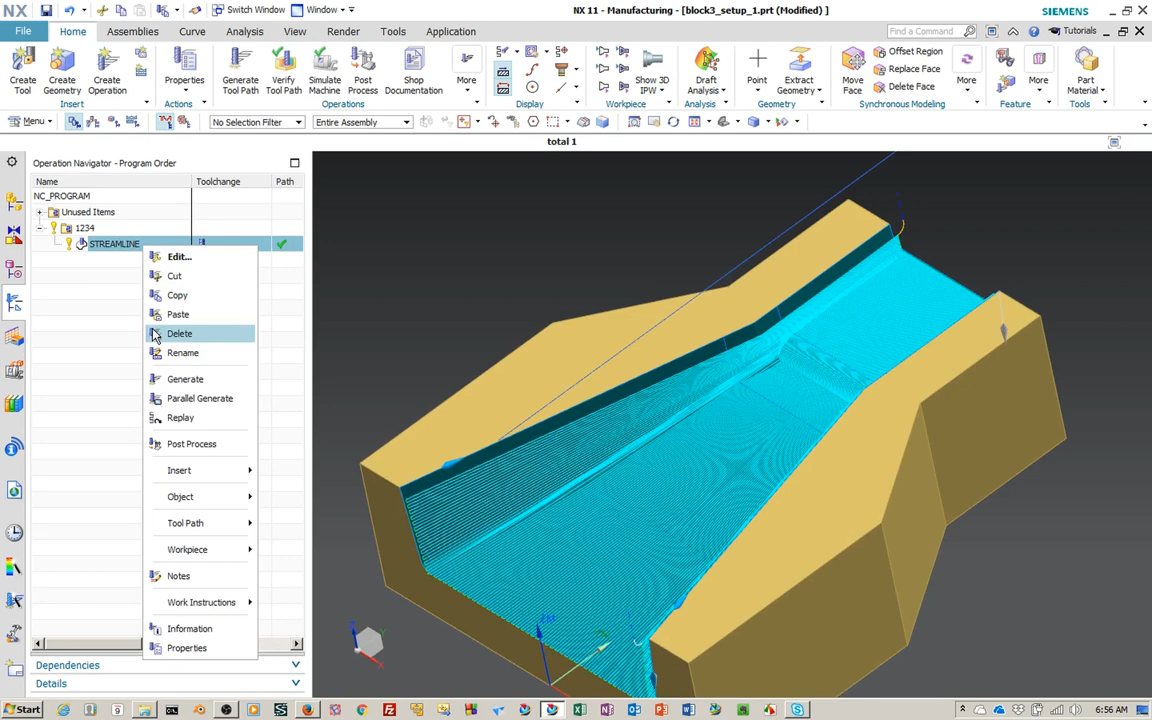 NX Switch Window Window NX 11 - Manufacturing - [block3_setup_1.prt (Modified) ] SIEMENS
File Home Assemblies Curve Analysis View Render Tools Application Find a Command Tutorials
Create Tool Create Geometry Create Operation Properties Generate Tool Path Verify Tool Path Simulate Machine Post Process Shop Documentation More Show 3D IPW Draft Analysis Point Extract Geometry Move Face Offset Region Replace Face Delete Face More More Part Material
Insert Actions Operations Display Workpiece Analysis Geometry Synchronous Modeling Feature Tools
Menu No Selection Filter Entire Assembly
total 1
Operation Navigator - Program Order
Name Toolchange Path
NC_PROGRAM
Unused Items
1234
STREAMLINE
Edit...
Cut
Copy
Paste
Delete
Rename
Generate
Parallel Generate
Replay
Post Process
Insert
Object
Tool Path
Workpiece
Notes
Work Instructions
Information
Properties
Dependencies
Details
Start 6:56 AM